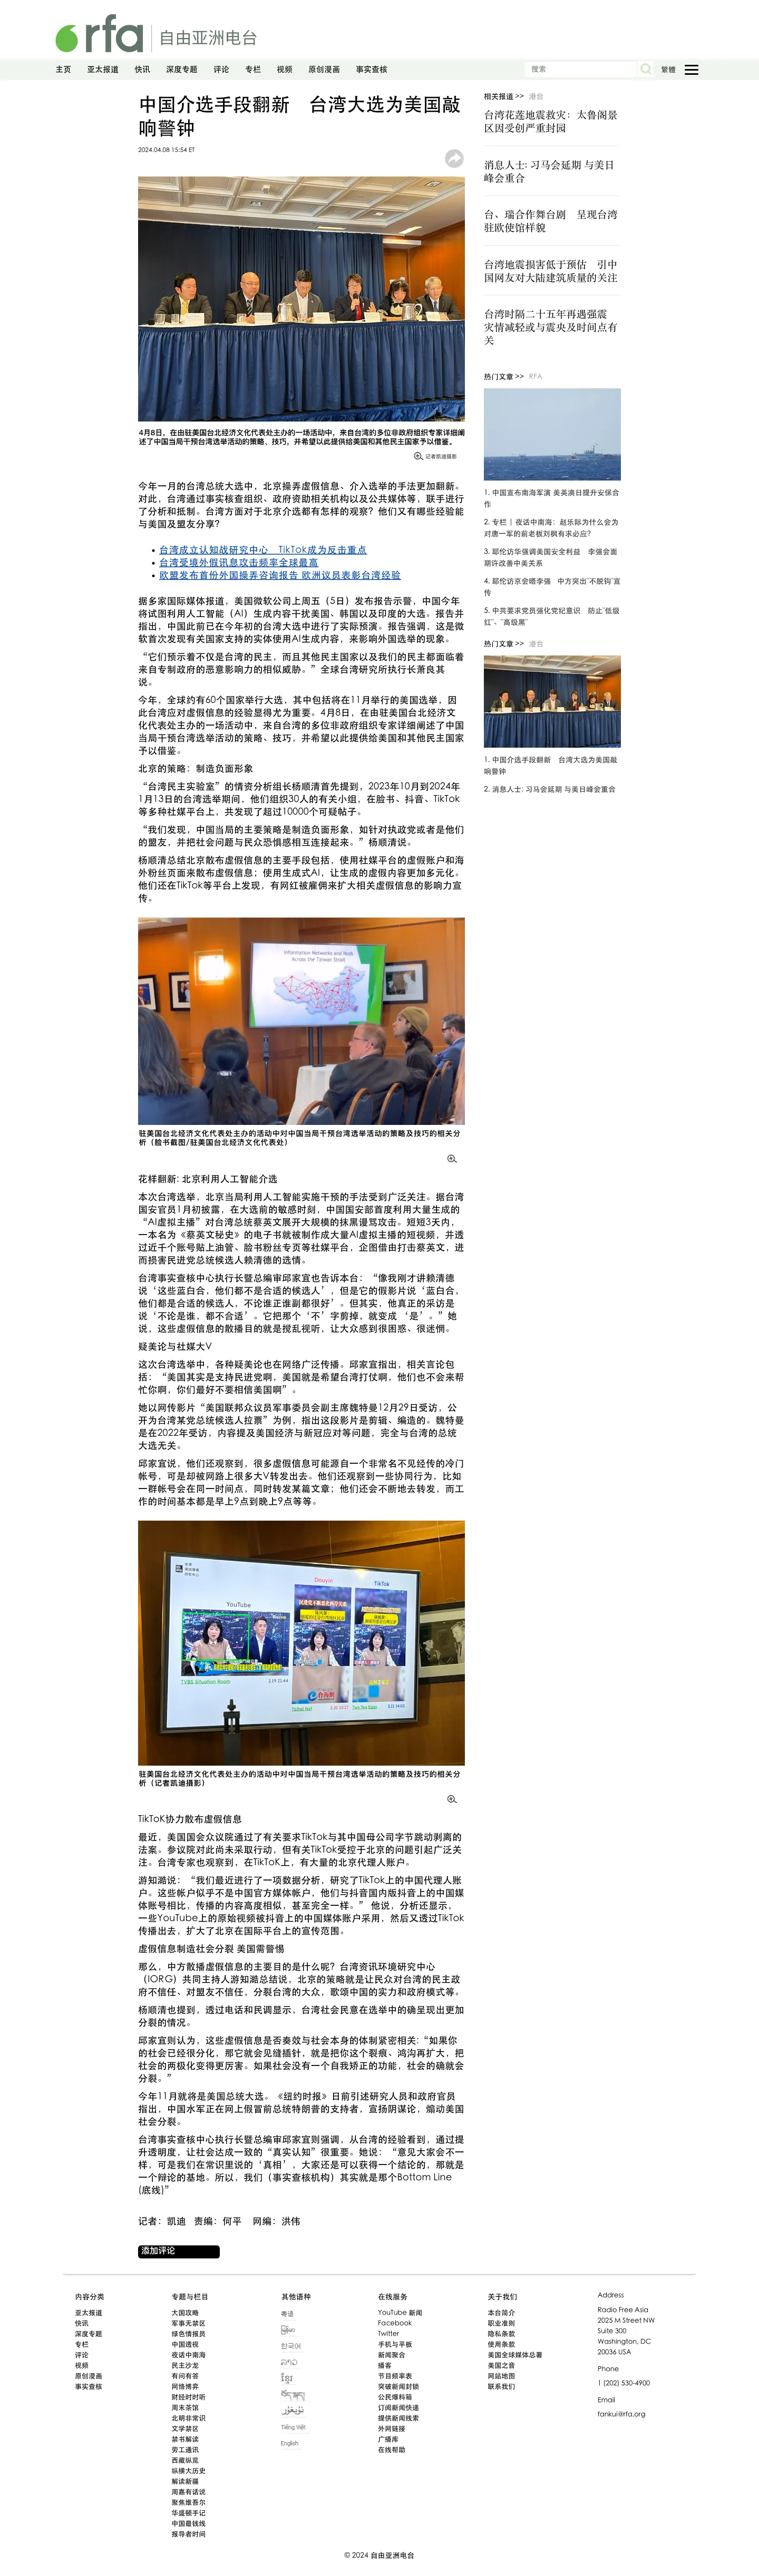 rfa 自由亚洲电台
主页 亚太报道 快讯 深度专题 评论 专栏 视频 原创漫画 事实查核 搜索 繁體
中国介选手段翻新　台湾大选为美国敲
响警钟
2024.04.08 15:54 ET
4月8日，在由驻美国台北经济文化代表处主办的一场活动中，来自台湾的多位非政府组织专家详细阐
述了中国当局干预台湾选举活动的策略、技巧，并希望以此提供给美国和其他民主国家予以借鉴。
记者凯迪摄影
今年一月的台湾总统大选中，北京操弄虚假信息、介入选举的手法更加翻新。
对此，台湾通过事实核查组织、政府资助相关机构以及公共媒体等，联手进行
了分析和抵制。台湾方面对于北京介选都有怎样的观察？他们又有哪些经验能
与美国及盟友分享？
台湾成立认知战研究中心　TikTok成为反击重点
台湾受境外假讯息攻击频率全球最高
欧盟发布首份外国操弄咨询报告 欧洲议员表彰台湾经验
据多家国际媒体报道，美国微软公司上周五（5日）发布报告示警，中国今年
将试图利用人工智能（AI）生成内容干扰美国、韩国以及印度的大选。报告并
指出，中国此前已在今年初的台湾大选中进行了实际预演。报告强调，这是微
软首次发现有关国家支持的实体使用AI生成内容，来影响外国选举的现象。
“它们预示着不仅是台湾的民主，而且其他民主国家以及我们的民主都面临着
来自专制政府的恶意影响力的相似威胁。”全球台湾研究所执行长萧良其
说。
今年，全球约有60个国家举行大选，其中包括将在11月举行的美国选举，因
此台湾应对虚假信息的经验显得尤为重要。4月8日，在由驻美国台北经济文
化代表处主办的一场活动中，来自台湾的多位非政府组织专家详细阐述了中国
当局干预台湾选举活动的策略、技巧，并希望以此提供给美国和其他民主国家
予以借鉴。
北京的策略：制造负面形象
“台湾民主实验室”的情资分析组长杨顺清首先提到，2023年10月到2024年
1月13日的台湾选举期间，他们组织30人的有关小组，在脸书、抖音、TikTok
等多种社媒平台上，共发现了超过10000个可疑帖子。
“我们发现，中国当局的主要策略是制造负面形象，如针对执政党或者是他们
的盟友，并把社会问题与民众恐惧感相互连接起来。”杨顺清说。
杨顺清总结北京散布虚假信息的主要手段包括，使用社媒平台的虚假账户和海
外粉丝页面来散布虚假信息；使用生成式AI，让生成的虚假内容更加多元化。
他们还在TikTok等平台上发现，有网红被雇佣来扩大相关虚假信息的影响力宣
传。
Information Networks and Nodes
Across the Taiwan Strait
驻美国台北经济文化代表处主办的活动中对中国当局干预台湾选举活动的策略及技巧的相关分
析（脸书截图/驻美国台北经济文化代表处）
花样翻新: 北京利用人工智能介选
本次台湾选举，北京当局利用人工智能实施干预的手法受到广泛关注。据台湾
国安官员1月初披露，在大选前的敏感时刻，中国国安部首度利用大量生成的
“AI虚拟主播”对台湾总统蔡英文展开大规模的抹黑谩骂攻击。短短3天内，
一本名为《蔡英文秘史》的电子书就被制作成大量AI虚拟主播的短视频，并透
过近千个账号贴上油管、脸书粉丝专页等社媒平台，企图借由打击蔡英文，进
而损害民进党总统候选人赖清德的选情。
台湾事实查核中心执行长暨总编审邱家宜也告诉本台：“像我刚才讲赖清德
说‘这些蓝白合，他们都不是合适的候选人’，但是它的假影片说‘蓝白合，
他们都是合适的候选人，不论谁正谁副都很好’。但其实，他真正的采访是
说‘不论是谁，都不合适’。它把那个‘不’字剪掉，就变成 ‘是’。”她
说，这些虚假信息的散播目的就是搅乱视听，让大众感到很困惑、很迷惘。
疑美论与社媒大V
这次台湾选举中，各种疑美论也在网络广泛传播。邱家宜指出，相关言论包
括：“美国其实是支持民进党啊，美国就是希望台湾打仗啊，他们也不会来帮
忙你啊，你们最好不要相信美国啊”。
她以网传影片“美国联邦众议员军事委员会副主席魏特曼12月29日受访，公
开为台湾某党总统候选人拉票”为例，指出这段影片是剪辑、编造的。魏特曼
是在2022年受访，内容提及美国经济与新冠应对等问题，完全与台湾的总统
大选无关。
邱家宜说，他们还观察到，很多虚假信息可能源自一个非常名不见经传的冷门
帐号，可是却被网路上很多大V转发出去。他们还观察到一些协同行为，比如
一群帐号会在同一时间点，同时转发某篇文章；他们还会不断地去转发，而工
作的时间基本都是早上9点到晚上9点等等。
YouTube
Douyin
TikTok
TVBS Situation Room
驻美国台北经济文化代表处主办的活动中对中国当局干预台湾选举活动的策略及技巧的相关分
析（记者凯迪摄影）
TikToK协力散布虚假信息
最近，美国国会众议院通过了有关要求TikTok与其中国母公司字节跳动剥离的
法案。参议院对此尚未采取行动，但有关TikTok受控于北京的问题引起广泛关
注。台湾专家也观察到，在TikToK上，有大量的北京代理人账户。
游知澔说：“我们最近进行了一项数据分析，研究了TikTok上的中国代理人账
户。这些帐户似乎不是中国官方媒体帐户，他们与抖音国内版抖音上的中国媒
体账号相比，传播的内容高度相似，甚至完全一样。” 他说，分析还显示，
一些YouTube上的原始视频被抖音上的中国媒体账户采用，然后又透过TikTok
传播出去，扩大了北京在国际平台上的宣传范围。
虚假信息制造社会分裂 美国需警惕
那么，中方散播虚假信息的主要目的是什么呢？台湾资讯环境研究中心
（IORG）共同主持人游知澔总结说，北京的策略就是让民众对台湾的民主政
府不信任、对盟友不信任，分裂台湾的大众，歌颂中国的实力和政府模式等。
杨顺清也提到，透过电话和民调显示，台湾社会民意在选举中的确呈现出更加
分裂的情况。
邱家宜则认为，这些虚假信息是否奏效与社会本身的体制紧密相关:“如果你
的社会已经很分化，那它就会见缝插针，就是把你这个裂痕、鸿沟再扩大，把
社会的两极化变得更厉害。如果社会没有一个自我矫正的功能，社会的确就会
分裂。”
今年11月就将是美国总统大选。《纽约时报》日前引述研究人员和政府官员
指出，中国水军正在网上假冒前总统特朗普的支持者，宣扬阴谋论，煽动美国
社会分裂。
台湾事实查核中心执行长暨总编审邱家宜则强调，从台湾的经验看到，通过提
升透明度，让社会达成一致的“真实认知”很重要。她说：“意见大家会不一
样，可是我们在常识里说的‘真相’，大家还是可以获得一个结论的，那就是
一个辩论的基地。所以，我们（事实查核机构）其实就是那个Bottom Line
(底线)”
记者：凯迪　责编：何平　网编：洪伟
添加评论
相关报道 >> 港台
台湾花莲地震救灾：太鲁阁景
区因受创严重封园
消息人士: 习马会延期 与美日
峰会重合
台、瑞合作舞台剧　呈现台湾
驻欧使馆样貌
台湾地震损害低于预估　引中
国网友对大陆建筑质量的关注
台湾时隔二十五年再遇强震
灾情减轻或与震央及时间点有
关
热门文章 >> RFA
1. 中国宣布南海军演 美英澳日提升安保合
作
2. 专栏 | 夜话中南海：赵乐际为什么会为
对唐一军的前老板刘枫有求必应?
3. 耶伦访华强调美国安全利益　李强会面
期许改善中美关系
4. 耶伦访京会晤李强　中方突出"不脱钩"宣
传
5. 中共要求党员强化党纪意识　防止"低级
红"、"高级黑"
热门文章 >> 港台
1. 中国介选手段翻新　台湾大选为美国敲
响警钟
2. 消息人士: 习马会延期 与美日峰会重合
内容分类
亚太报道
快讯
深度专题
专栏
评论
视频
原创漫画
事实查核
专题与栏目
大国攻略
军事无禁区
绿色情报员
中国透视
夜话中南海
民主沙龙
有问有答
网络博弈
财经时时听
周末茶馆
北明非常识
文学禁区
禁书解读
劳工通讯
西藏纵览
纵横大历史
解读新疆
周嘉有话说
聚焦维吾尔
华盛顿手记
中国最钱线
报导者时间
其他语种
粤语
မြန်မာ
한국어
ລາວ
ខ្មែរ
བོད་སྐད།
ئۇيغۇر
Tiếng Việt
English
在线服务
YouTube 新闻
Facebook
Twitter
手机与平板
新闻聚合
播客
节目频率表
突破新闻封锁
公民爆料箱
订阅新闻快递
提供新闻线索
外网链接
广播库
在线帮助
关于我们
本台简介
职业准则
隐私条款
使用条款
美国全球媒体总署
美国之音
网站地图
联系我们
Address
Radio Free Asia
2025 M Street NW
Suite 300
Washington, DC
20036 USA
Phone
1 (202) 530-4900
Email
fankui@rfa.org
© 2024 自由亚洲电台